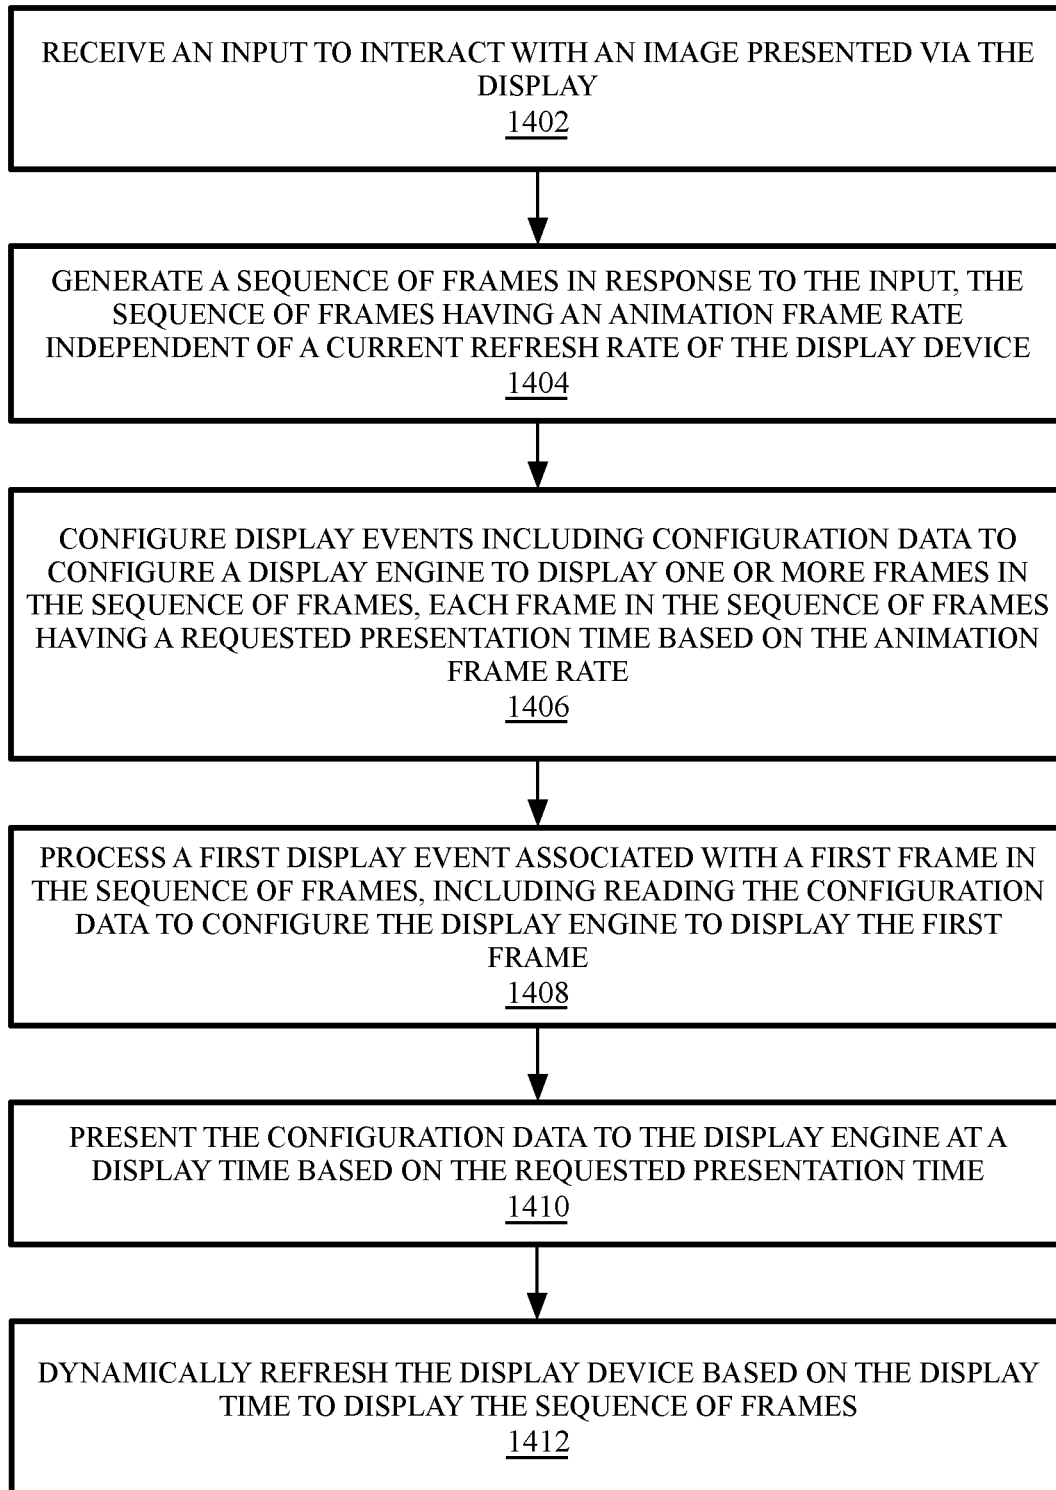 RECEIVE AN INPUT TO INTERACT WITH AN IMAGE PRESENTED VIA THE
DISPLAY
1402
GENERATE A SEQUENCE OF FRAMES IN RESPONSE TO THE INPUT, THE
SEQUENCE OF FRAMES HAVING AN ANIMATION FRAME RATE
INDEPENDENT OF A CURRENT REFRESH RATE OF THE DISPLAY DEVICE
1404
CONFIGURE DISPLAY EVENTS INCLUDING CONFIGURATION DATA TO
CONFIGURE A DISPLAY ENGINE TO DISPLAY ONE OR MORE FRAMES IN
THE SEQUENCE OF FRAMES, EACH FRAME IN THE SEQUENCE OF FRAMES
HAVING A REQUESTED PRESENTATION TIME BASED ON THE ANIMATION
FRAME RATE
1406
PROCESS A FIRST DISPLAY EVENT ASSOCIATED WITH A FIRST FRAME IN
THE SEQUENCE OF FRAMES, INCLUDING READING THE CONFIGURATION
DATA TO CONFIGURE THE DISPLAY ENGINE TO DISPLAY THE FIRST
FRAME
1408
PRESENT THE CONFIGURATION DATA TO THE DISPLAY ENGINE AT A
DISPLAY TIME BASED ON THE REQUESTED PRESENTATION TIME
1410
DYNAMICALLY REFRESH THE DISPLAY DEVICE BASED ON THE DISPLAY
TIME TO DISPLAY THE SEQUENCE OF FRAMES
1412